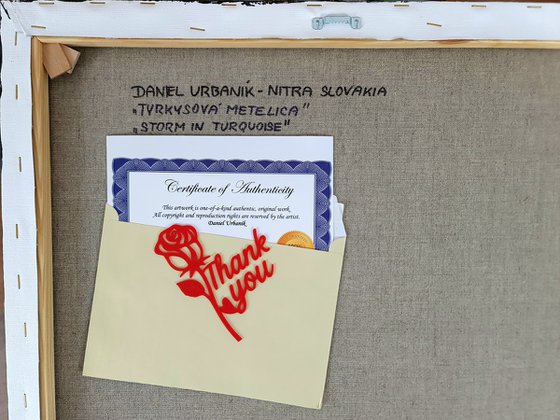 DANIEL URBANÍK - NITRA SLOVAKIA
„TYRKYSOVÁ METELICA"
„STORM IN TURQUOISE"
Certificate of Authenticity
This artwork is one-of-a-kind authentic, original work.
All copyright and reproduction rights are reserved by the artist.
Daniel Urbaník
Thank
you